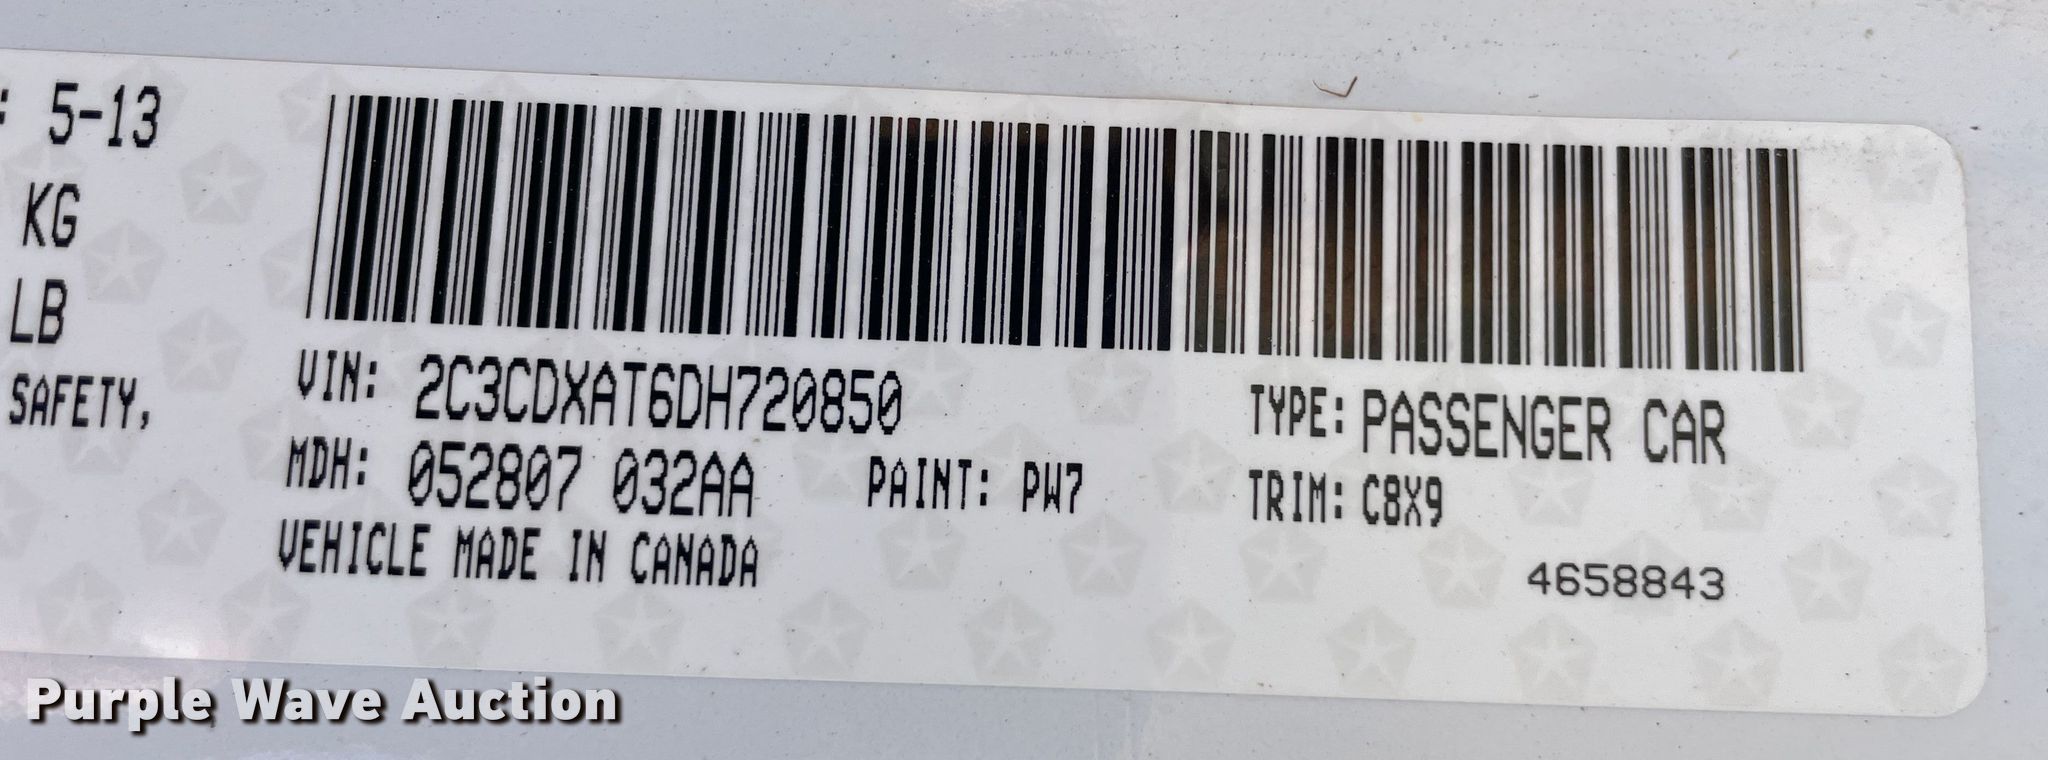 : 5-13
KG
LB
SAFETY,
VIN: 2C3CDXAT6DH720850
MDH: 052807 032AA PAINT: PW7
VEHICLE MADE IN CANADA
TYPE: PASSENGER CAR
TRIM: C8X9
4658843
Purple Wave Auction